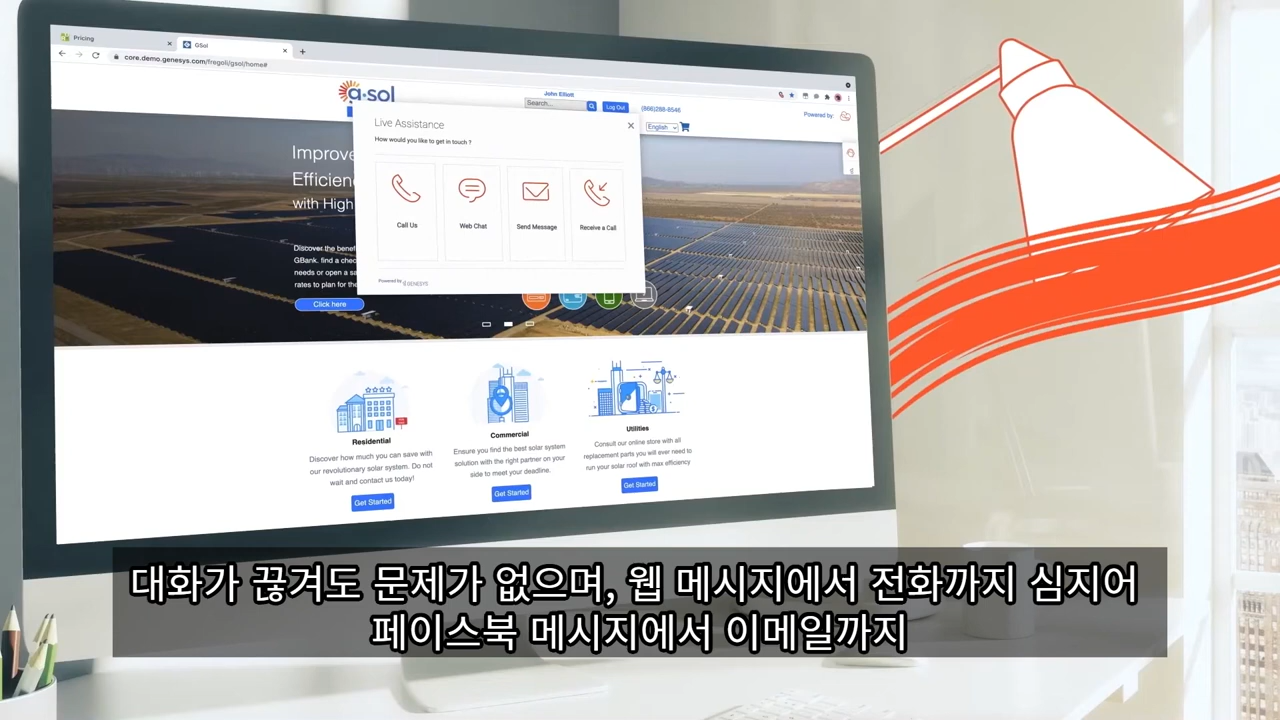 Pricing
GSol
core.demo.genesys.com/fregoli/gsol/home#
g·sol
John Elliott
Search...
Log Out
(866)288-8546
English
Powered by
Live Assistance
How would you like to get in touch ?
Call Us
Web Chat
Send Message
Receive a Call
Powered by GENESYS
Improve
Efficien
with High
Discover the benef
GBank. find a chec
needs or open a sa
rates to plan for the
Click here
Residential
Discover how much you can save with
our revolutionary solar system. Do not
wait and contact us today!
Get Started
Commercial
Ensure you find the best solar system
solution with the right partner on your
side to meet your deadline.
Get Started
Utilities
Consult our online store with all
replacement parts you will ever need to
run your solar roof with max efficiency
Get Started
대화가 끊겨도 문제가 없으며, 웹 메시지에서 전화까지 심지어
페이스북 메시지에서 이메일까지